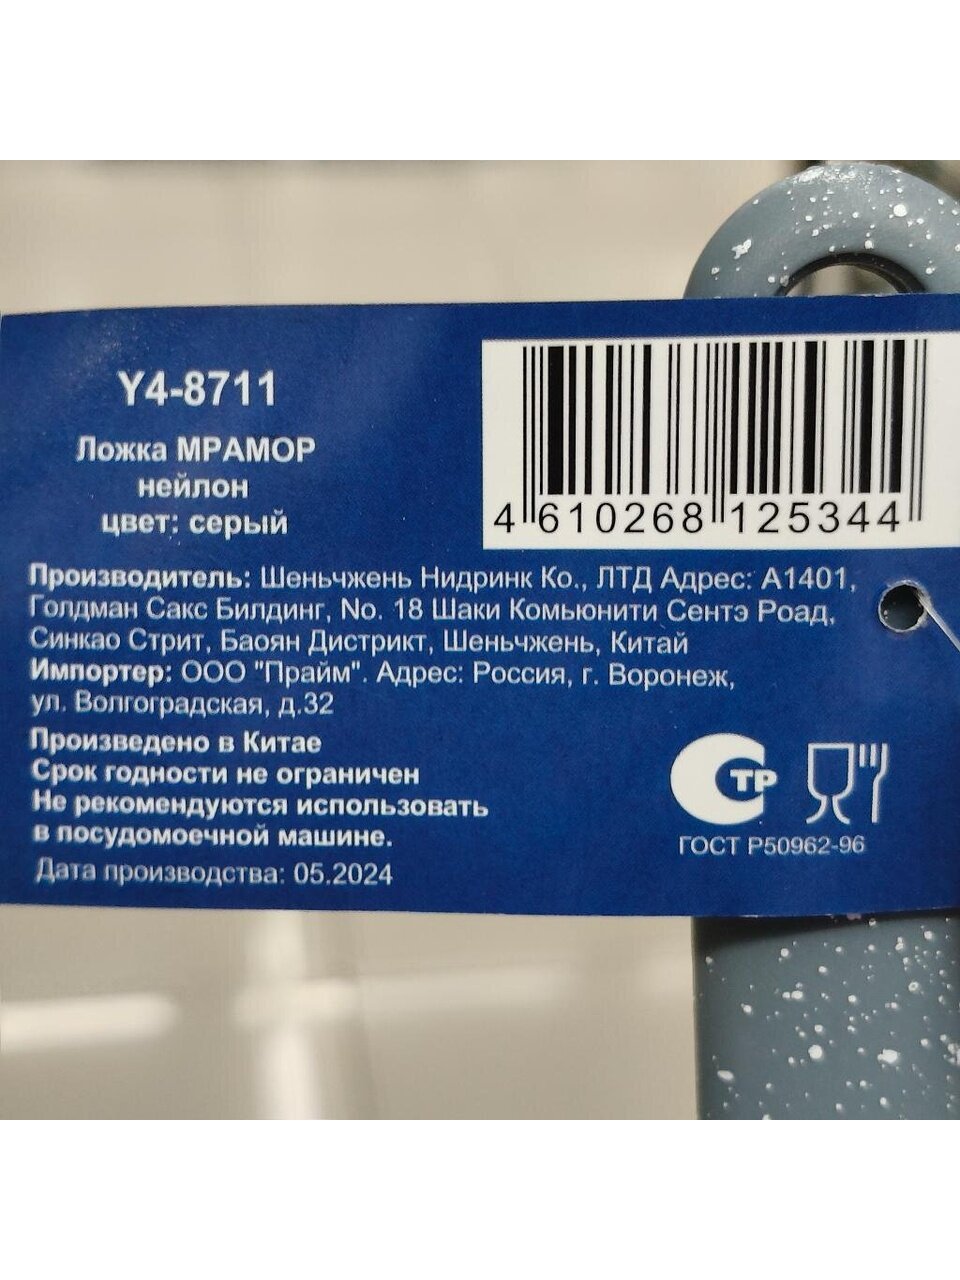 Y4-8711
Ложка МРАМОР
нейлон
цвет: серый
4 610268 125344
Производитель: Шеньчжень Нидринк Ко., ЛТД Адрес: А1401,
Голдман Сакс Билдинг, No. 18 Шаки Комьюнити Сентэ Роад,
Синкао Стрит, Баоян Дистрикт, Шеньчжень, Китай
Импортер: ООО "Прайм". Адрес: Россия, г. Воронеж,
ул. Волгоградская, д.32
Произведено в Китае
Срок годности не ограничен
Не рекомендуются использовать
в посудомоечной машине.
Дата производства: 05.2024
СТР
ГОСТ Р50962-96